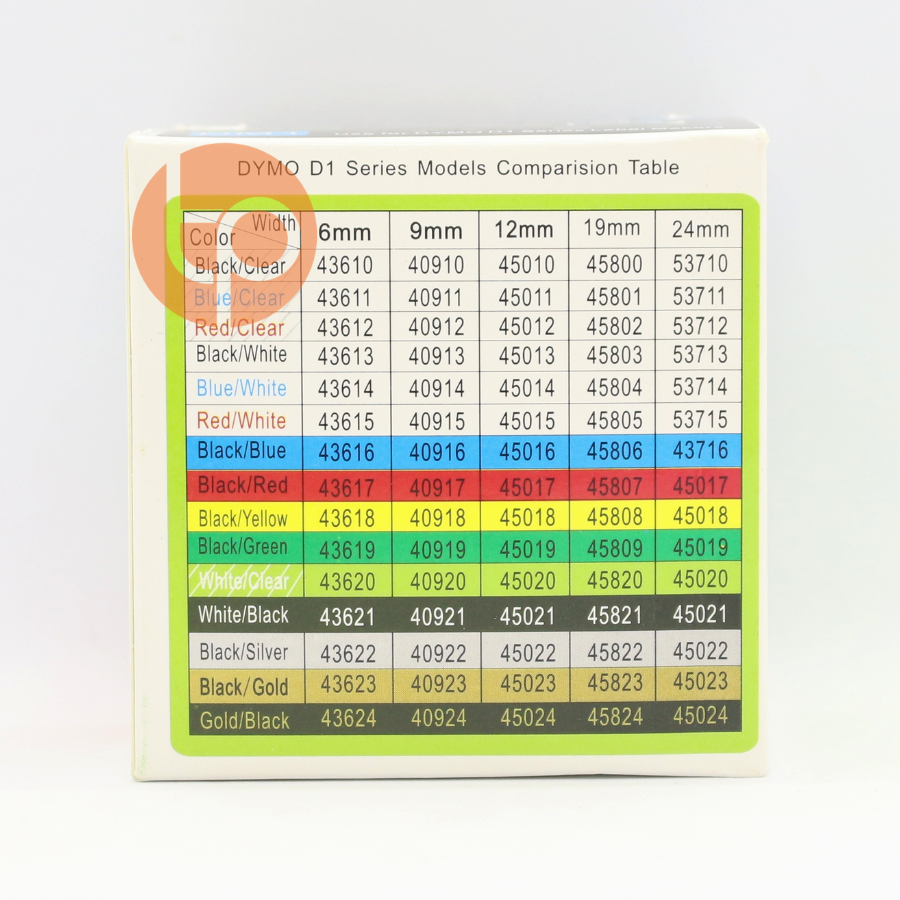 DYMO D1 Series Models Comparision Table
Width
Color 6mm 9mm 12mm 19mm 24mm
Black/Clear 43610 40910 45010 45800 53710
Blue/Clear 43611 40911 45011 45801 53711
Red/Clear 43612 40912 45012 45802 53712
Black/White 43613 40913 45013 45803 53713
Blue/White 43614 40914 45014 45804 53714
Red/White 43615 40915 45015 45805 53715
Black/Blue 43616 40916 45016 45806 43716
Black/Red 43617 40917 45017 45807 45017
Black/Yellow 43618 40918 45018 45808 45018
Black/Green 43619 40919 45019 45809 45019
White/Clear 43620 40920 45020 45820 45020
White/Black 43621 40921 45021 45821 45021
Black/Silver 43622 40922 45022 45822 45022
Black/Gold 43623 40923 45023 45823 45023
Gold/Black 43624 40924 45024 45824 45024